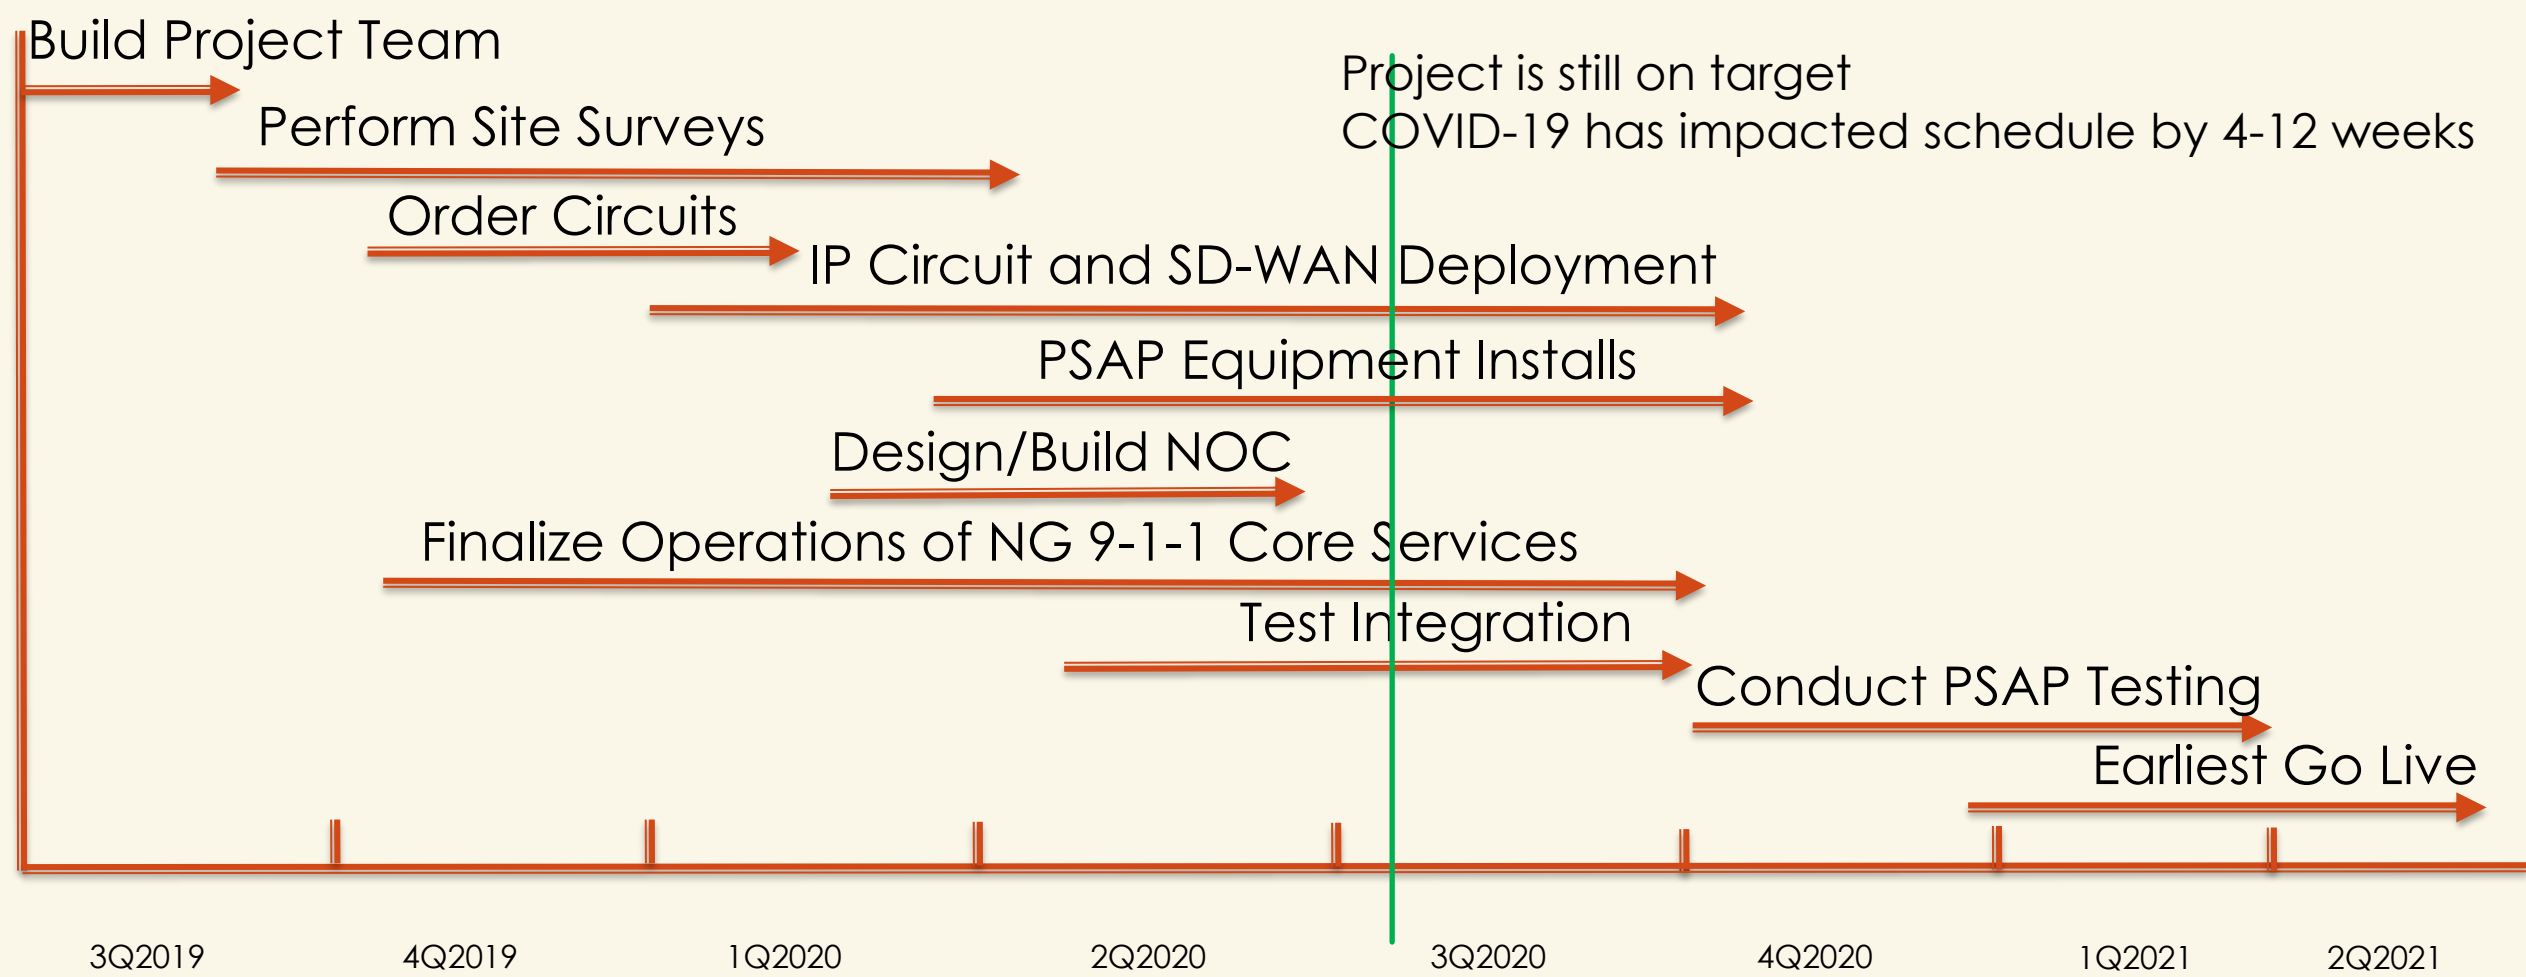 Build Project Team
Project is still on target
COVID-19 has impacted schedule by 4-12 weeks
Perform Site Surveys
Order Circuits
IP Circuit and SD-WAN Deployment
PSAP Equipment Installs
Design/Build NOC
Finalize Operations of NG 9-1-1 Core Services
Test Integration
Conduct PSAP Testing
Earliest Go Live
3Q2019 4Q2019 1Q2020 2Q2020 3Q2020 4Q2020 1Q2021 2Q2021